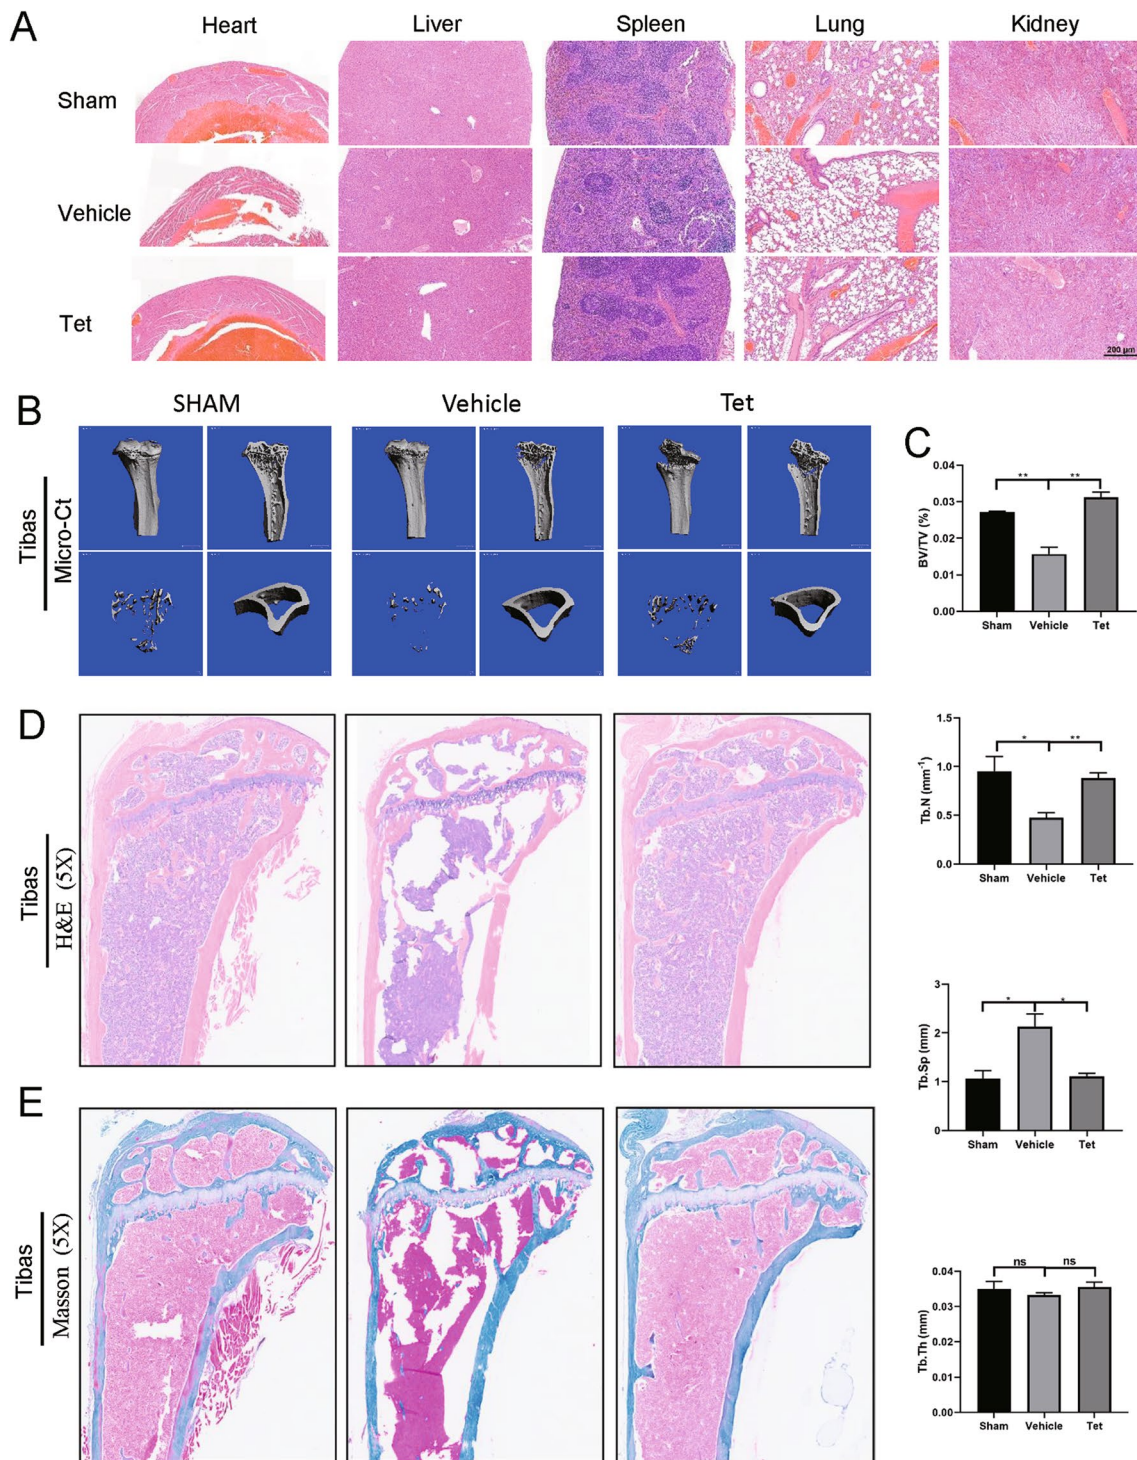 A
Heart Liver Spleen Lung Kidney
Sham
Vehicle
Tet
200 μm
B
SHAM Vehicle Tet
Tibas
Micro-Ct
C
0.04
0.03
0.02
0.01
0.00
BV/TV (%)
** **
Sham Vehicle Tet
D
Tibas
H&E (5X)
1.5
1.0
0.5
0.0
Tb.N (mm⁻¹)
* **
Sham Vehicle Tet
3
2
1
0
Tb.Sp (mm)
* *
Sham Vehicle Tet
E
Tibas
Masson (5X)
0.04
0.03
0.02
0.01
0.00
Tb.Th (mm)
ns ns
Sham Vehicle Tet